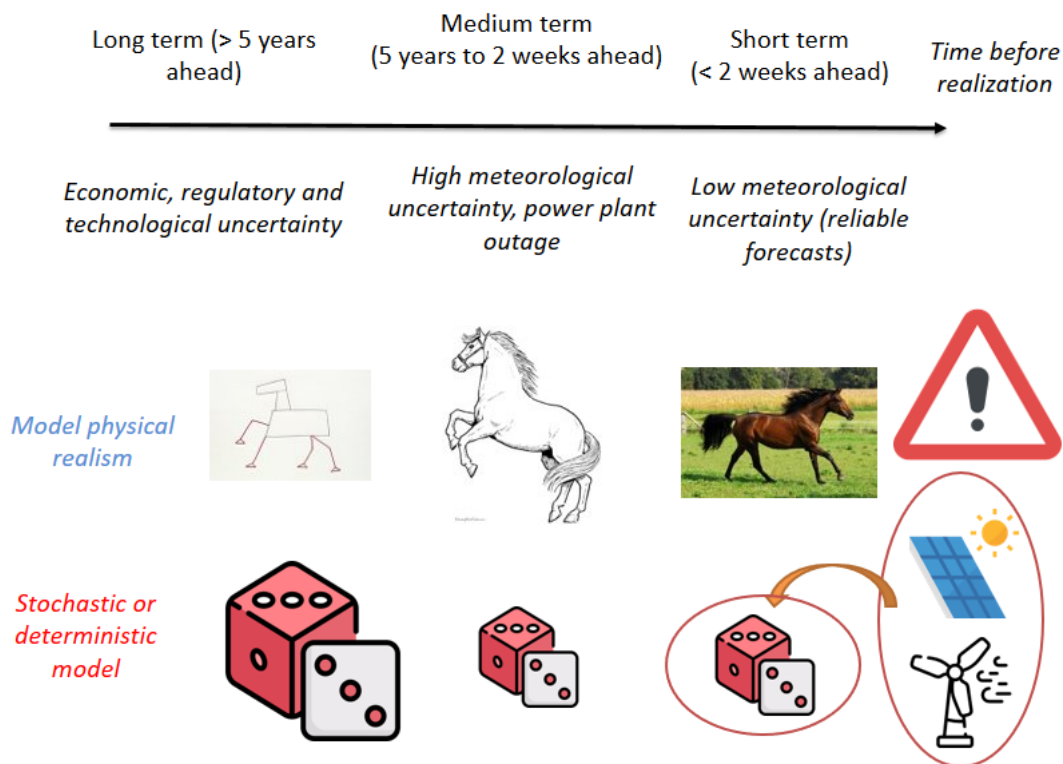 Long term (> 5 years
ahead)
Medium term
(5 years to 2 weeks ahead)
Short term
(< 2 weeks ahead)
Time before
realization
Economic, regulatory and
technological uncertainty
High meteorological
uncertainty, power plant
outage
Low meteorological
uncertainty (reliable
forecasts)
Model physical
realism
Stochastic or
deterministic
model